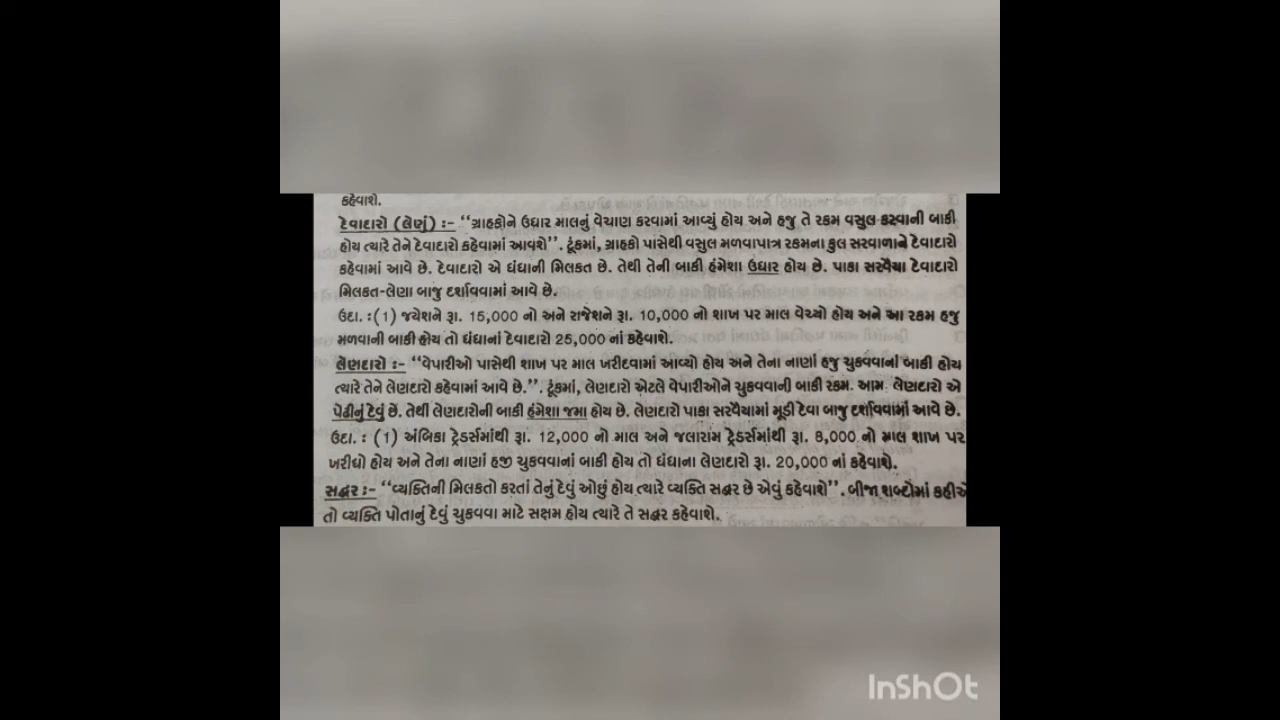 કહેવાશે.
દેવાદારો (લેણું) :- “ગ્રાહકોને ઉધાર માલનું વેચાણ કરવામાં આવ્યું હોય અને હજુ તે રકમ વસુલ કરવાની બાકી
હોય ત્યારે તેને દેવાદારો કહેવામાં આવશે”. ટૂંકમાં, ગ્રાહકો પાસેથી વસુલ મળવાપાત્ર રકમના કુલ સરવાળાને દેવાદારો
કહેવામાં આવે છે. દેવાદારો એ ધંધાની મિલકત છે. તેથી તેની બાકી હંમેશા ઉધાર હોય છે. પાકા સરવૈયા દેવાદારો
મિલકત-લેણા બાજુ દર્શાવવામાં આવે છે.
ઉદા. : (1) જયેશને રૂા. 15,000 નો અને રાજેશને રૂા. 10,000 નો શાખ પર માલ વેચ્યો હોય અને આ રકમ હજુ
મળવાની બાકી હોય તો ધંધાનાં દેવાદારો 25,000 નાં કહેવાશે.
લેણદારો :- “વેપારીઓ પાસેથી શાખ પર માલ ખરીદવામાં આવ્યો હોય અને તેના નાણાં હજુ ચુકવવાનાં બાકી હોય
ત્યારે તેને લેણદારો કહેવામાં આવે છે.”. ટૂંકમાં, લેણદારો એટલે વેપારીઓને ચુકવવાની બાકી રકમ. આમ લેણદારો એ
પેઢીનું દેવું છે. તેથી લેણદારોની બાકી હંમેશા જમા હોય છે. લેણદારો પાકા સરવૈયામાં મૂડી દેવા બાજુ દર્શાવવામાં આવે છે.
ઉદા. : (1) અંબિકા ટ્રેડર્સમાંથી રૂા. 12,000 નો માલ અને જલારામ ટ્રેડર્સમાંથી રૂા. 8,000 નો માલ શાખ પર
ખરીદ્યો હોય અને તેના નાણાં હજી ચુકવવાનાં બાકી હોય તો ધંધાના લેણદારો રૂા. 20,000 નાં કહેવાશે.
સદ્ધર :- “વ્યક્તિની મિલકતો કરતાં તેનું દેવું ઓછું હોય ત્યારે વ્યક્તિ સદ્ધર છે એવું કહેવાશે”. બીજા શબ્દોમાં કહીએ
તો વ્યક્તિ પોતાનું દેવું ચુકવવા માટે સક્ષમ હોય ત્યારે તે સદ્ધર કહેવાશે.
InShOt